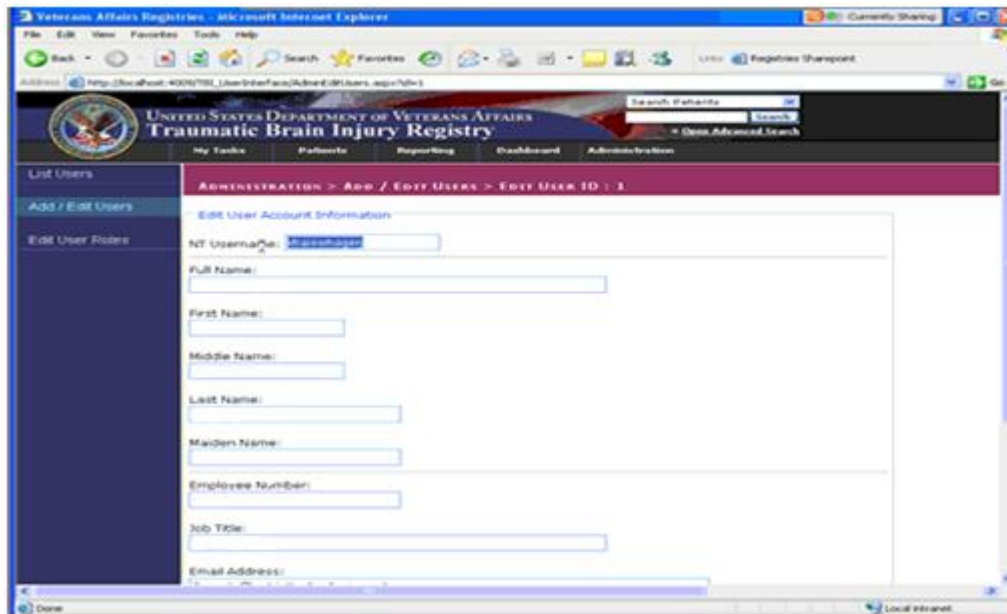 Veterans Affairs Registries - Microsoft Internet Explorer
Currently Sharing
File Edit View Favorites Tools Help
Back Search Favorites Links Registries Sharepoint
Address Go
Search Patients
UNITED STATES DEPARTMENT OF VETERANS AFFAIRS
Search
Traumatic Brain Injury Registry
Open Advanced Search
My Tasks Patients Reporting Dashboard Administration
List Users
ADMINISTRATION > ADD / EDIT USERS > EDIT USER ID : 1
Add / Edit Users
Edit User Account Information
Edit User Roles
NT Username:
Full Name:
First Name:
Middle Name:
Last Name:
Maiden Name:
Employee Number:
Job Title:
Email Address:
Done
Local intranet